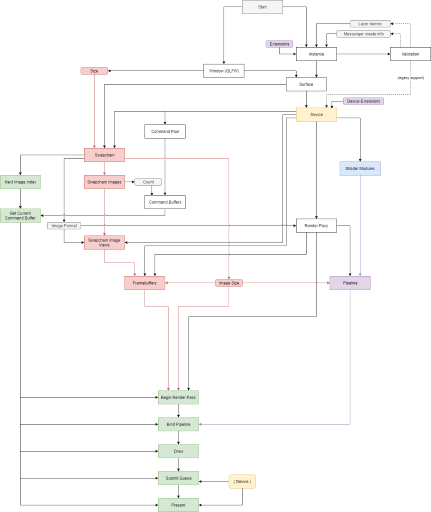 Start
Layer names
Messenger create info
Extensions
Instance
Validation
Size
Window (GLFW)
(legacy support)
Surface
Device Extensions
Device
Command Pool
Swapchain
Shader Modules
Next Image Index
Swapchain Images
Count
Command Buffers
Get Current
Command Buffer
Image Format
Render Pass
Swapchain Image
Views
Framebuffers
Image Size
Pipeline
Begin Render Pass
Bind Pipeline
Draw
Submit Queue
( Device )
Present